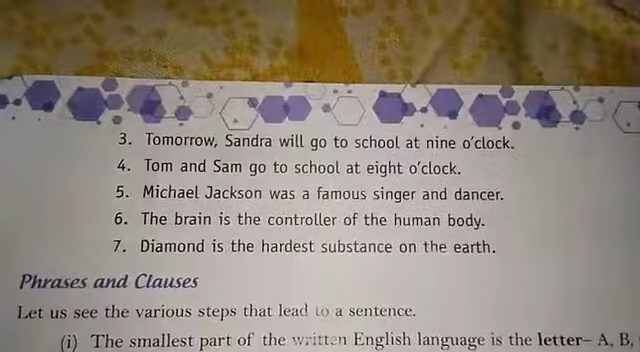 3. Tomorrow, Sandra will go to school at nine o'clock.
4. Tom and Sam go to school at eight o'clock.
5. Michael Jackson was a famous singer and dancer.
6. The brain is the controller of the human body.
7. Diamond is the hardest substance on the earth.
Phrases and Clauses
Let us see the various steps that lead to a sentence.
(i) The smallest part of the written English language is the letter– A, B,